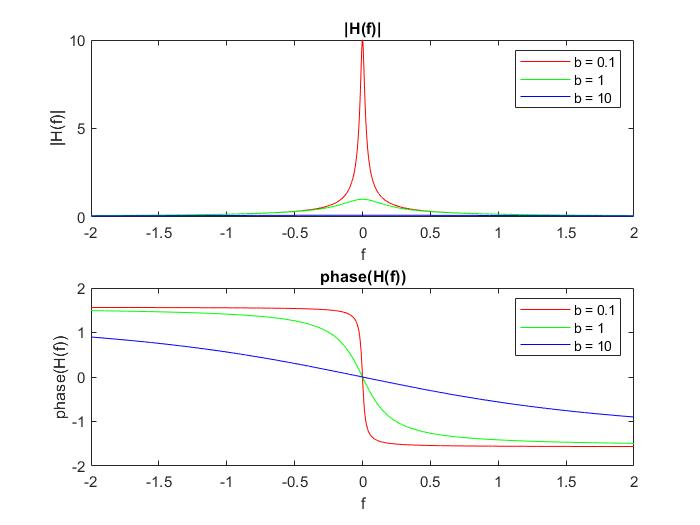 |H(f)|
10
5
0
|H(f)|
b = 0.1
b = 1
b = 10
-2 -1.5 -1 -0.5 0 0.5 1 1.5 2
f
phase(H(f))
2
1
0
-1
-2
phase(H(f))
b = 0.1
b = 1
b = 10
-2 -1.5 -1 -0.5 0 0.5 1 1.5 2
f